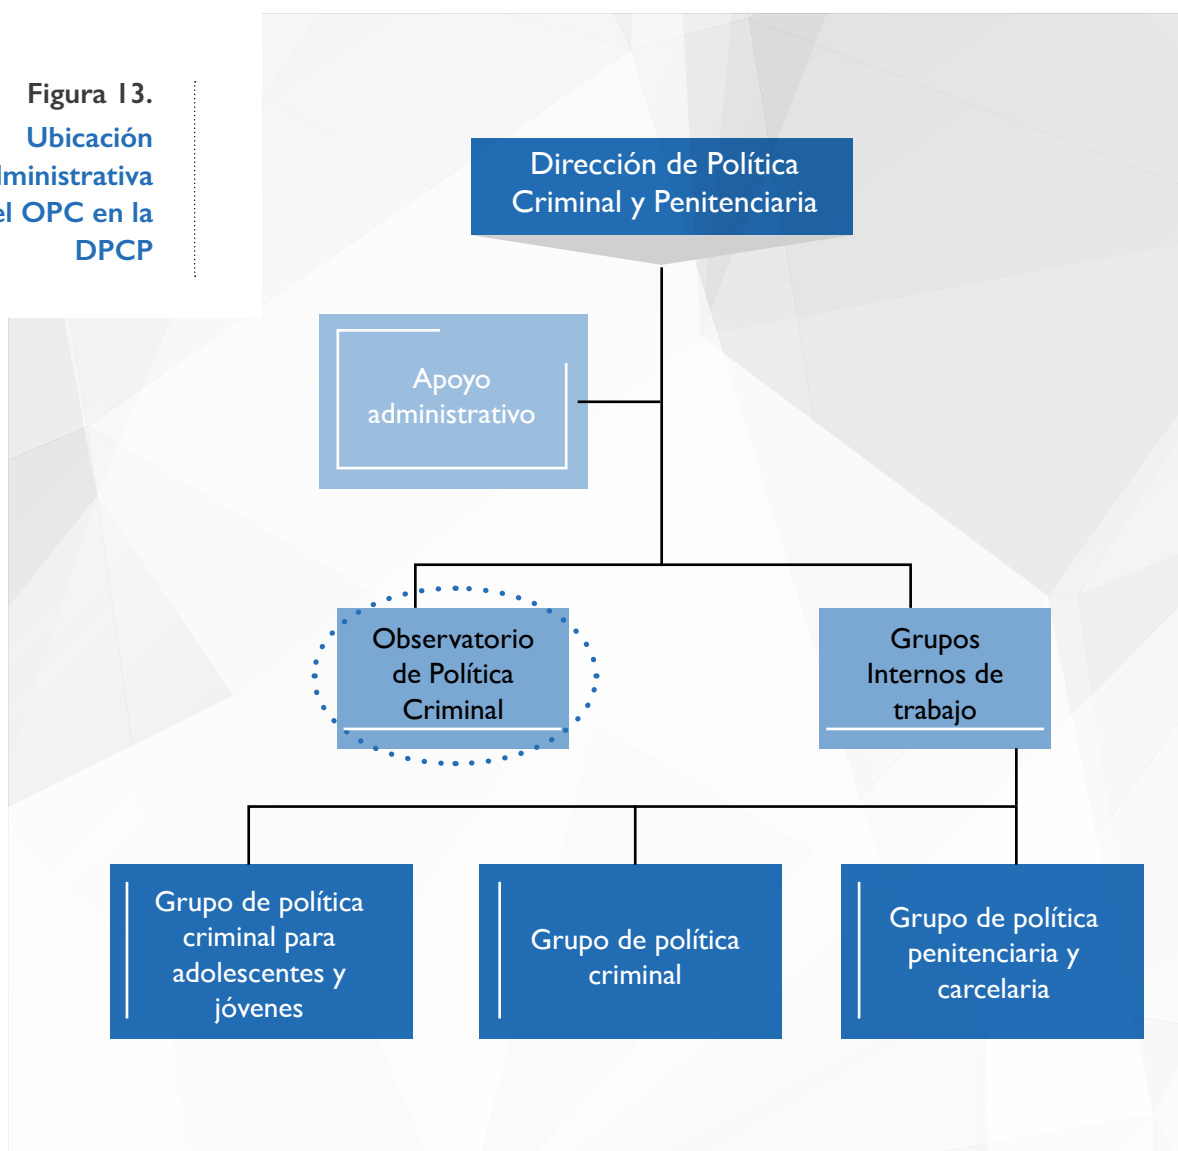 Figura 13.
Ubicación
dministrativa
el OPC en la
DPCP
Dirección de Política
Criminal y Penitenciaria
Apoyo
administrativo
Observatorio
de Política
Criminal
Grupos
Internos de
trabajo
Grupo de política
criminal para
adolescentes y
jóvenes
Grupo de política
criminal
Grupo de política
penitenciaria y
carcelaria